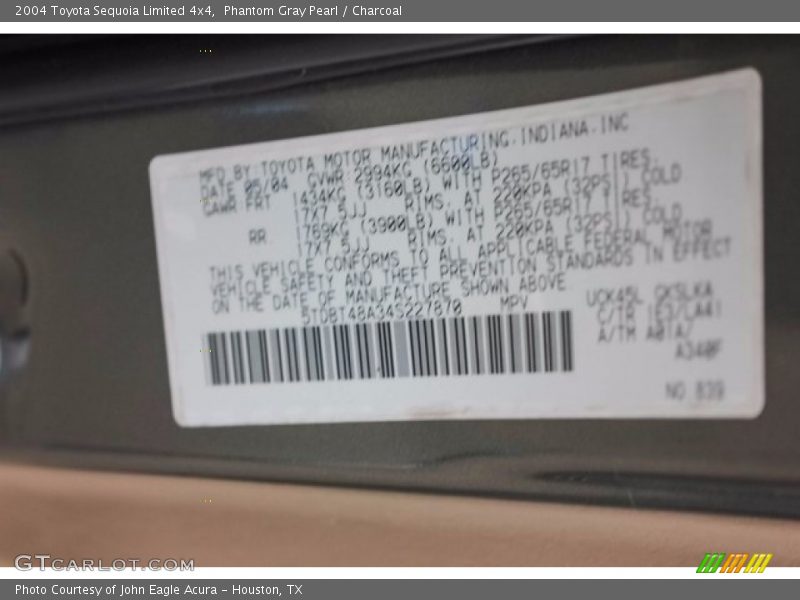 2004 Toyota Sequoia Limited 4x4,  Phantom Gray Pearl / Charcoal
MFD BY:TOYOTA MOTOR MANUFACTURING.INDIANA.INC
DATE 05/04 GVWR 2994KG (6600LB)
GAWR FRT 1434KG (3160LB) WITH P265/65R17 TIRES,
17X7.5JJ RIMS, AT 220KPA (32PSI) COLD
RR 1769KG (3900LB) WITH P265/65R17 TIRES,
17X7.5JJ RIMS, AT 220KPA (32PSI) COLD
THIS VEHICLE CONFORMS TO ALL APPLICABLE FEDERAL MOTOR
VEHICLE SAFETY AND THEFT PREVENTION STANDARDS IN EFFECT
ON THE DATE OF MANUFACTURE SHOWN ABOVE
5TDBT48A34S227870 MPV
UCK45L GKSLKA
C/TR 1E3/LA41
A/TM A01A/
A340F
NO 839
GTCARLOT.COM
Photo Courtesy of John Eagle Acura - Houston, TX